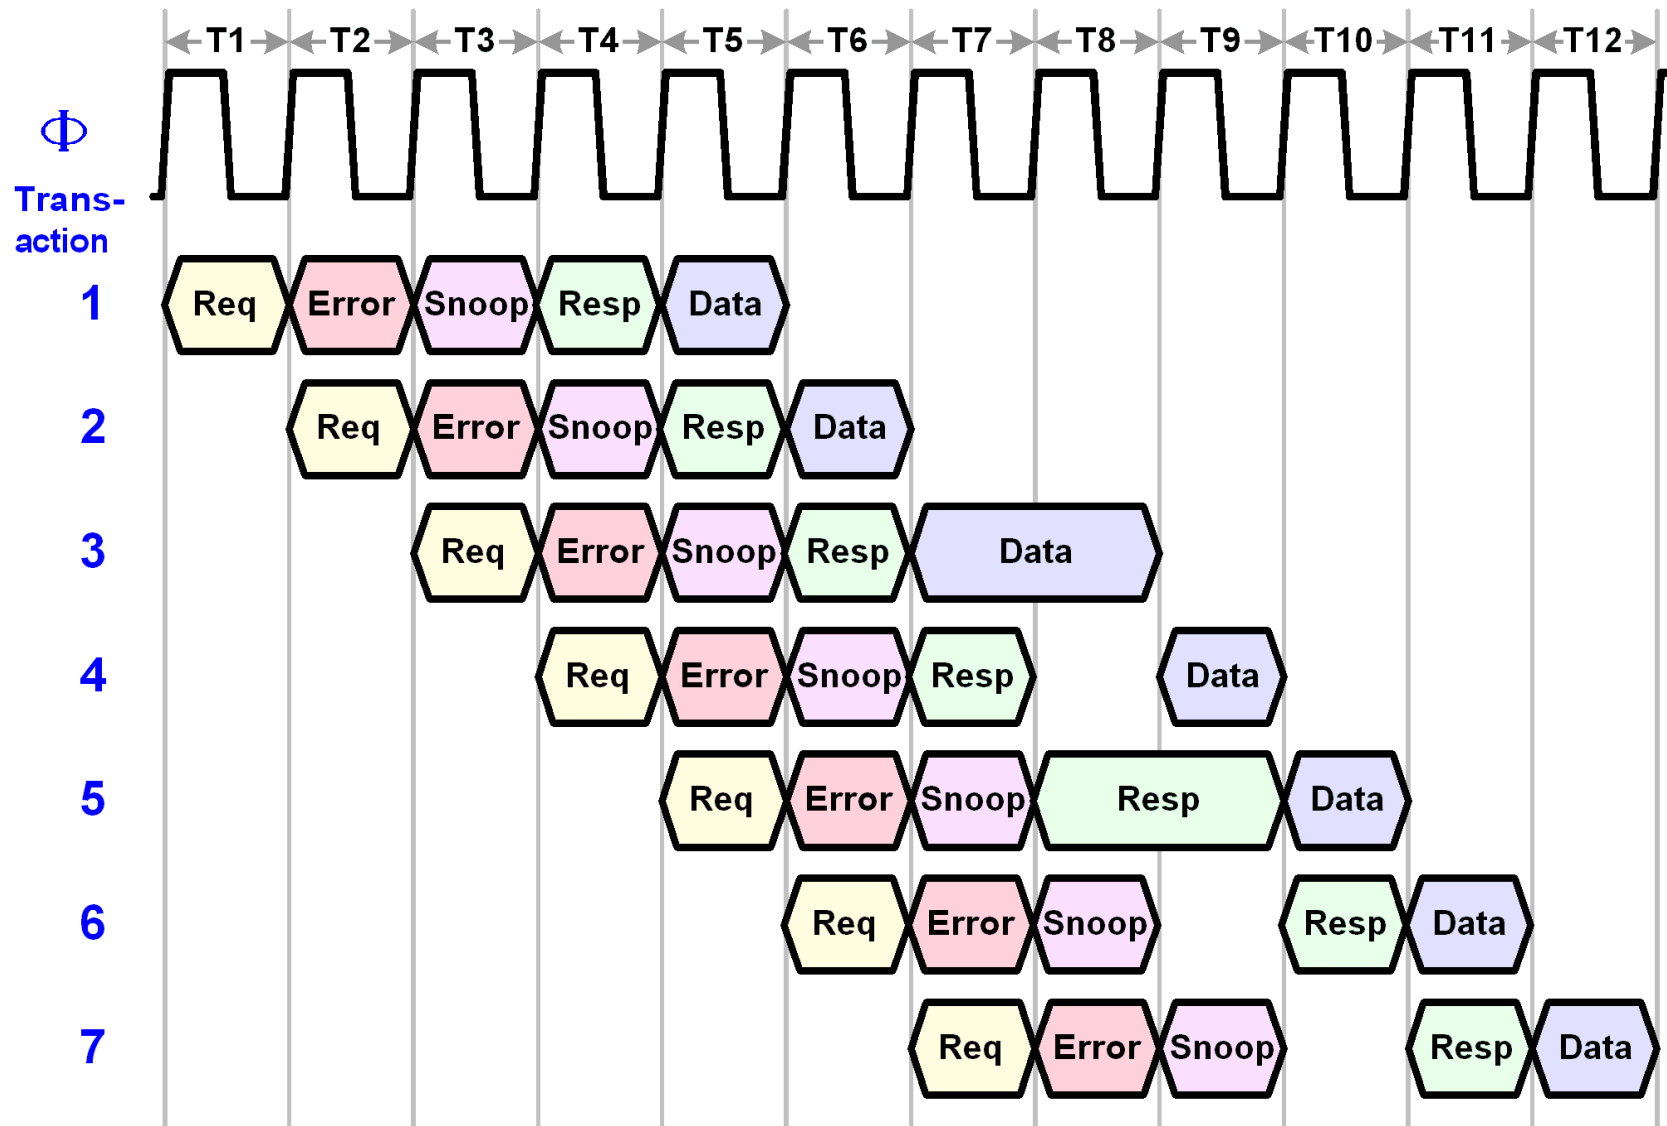 T1 T2 T3 T4 T5 T6 T7 T8 T9 T10 T11 T12
Φ
Trans-
action
1 Req Error Snoop Resp Data
2 Req Error Snoop Resp Data
3 Req Error Snoop Resp Data
4 Req Error Snoop Resp Data
5 Req Error Snoop Resp Data
6 Req Error Snoop Resp Data
7 Req Error Snoop Resp Data